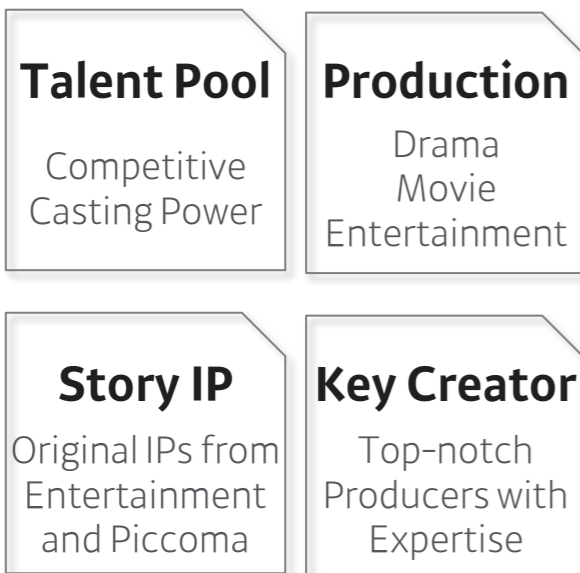 Talent Pool
Competitive
Casting Power
Production
Drama
Movie
Entertainment
Story IP
Original IPs from
Entertainment
and Piccoma
Key Creator
Top-notch
Producers with
Expertise